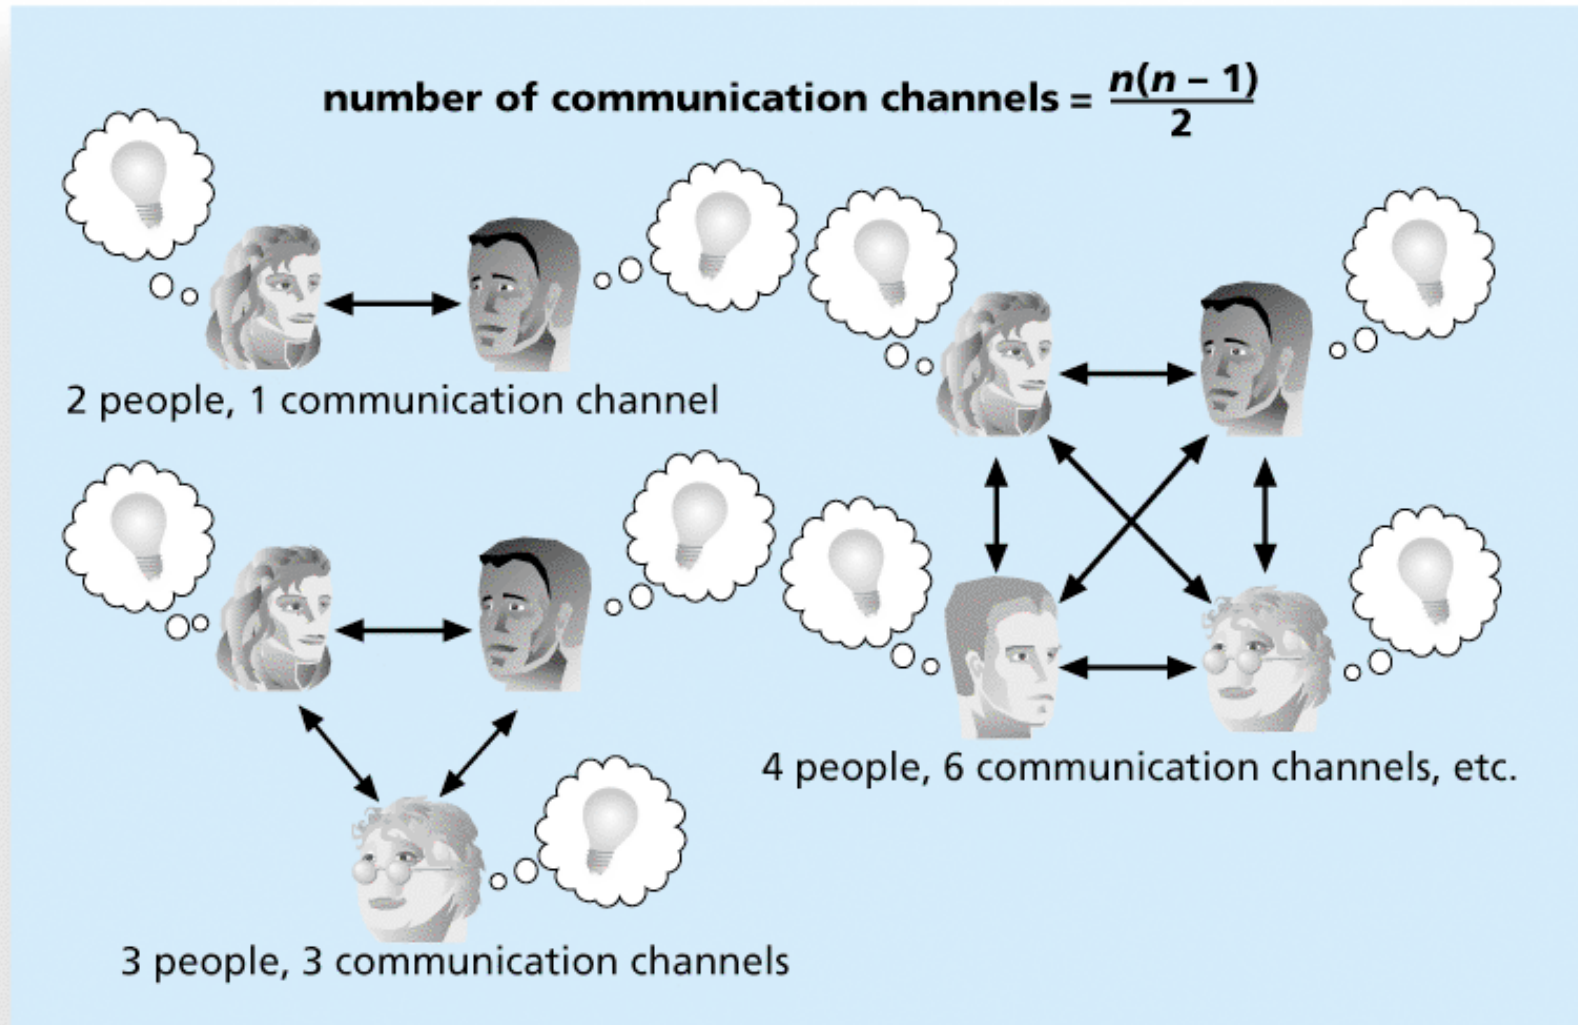 number of communication channels = n(n – 1)
2
2 people, 1 communication channel
3 people, 3 communication channels
4 people, 6 communication channels, etc.